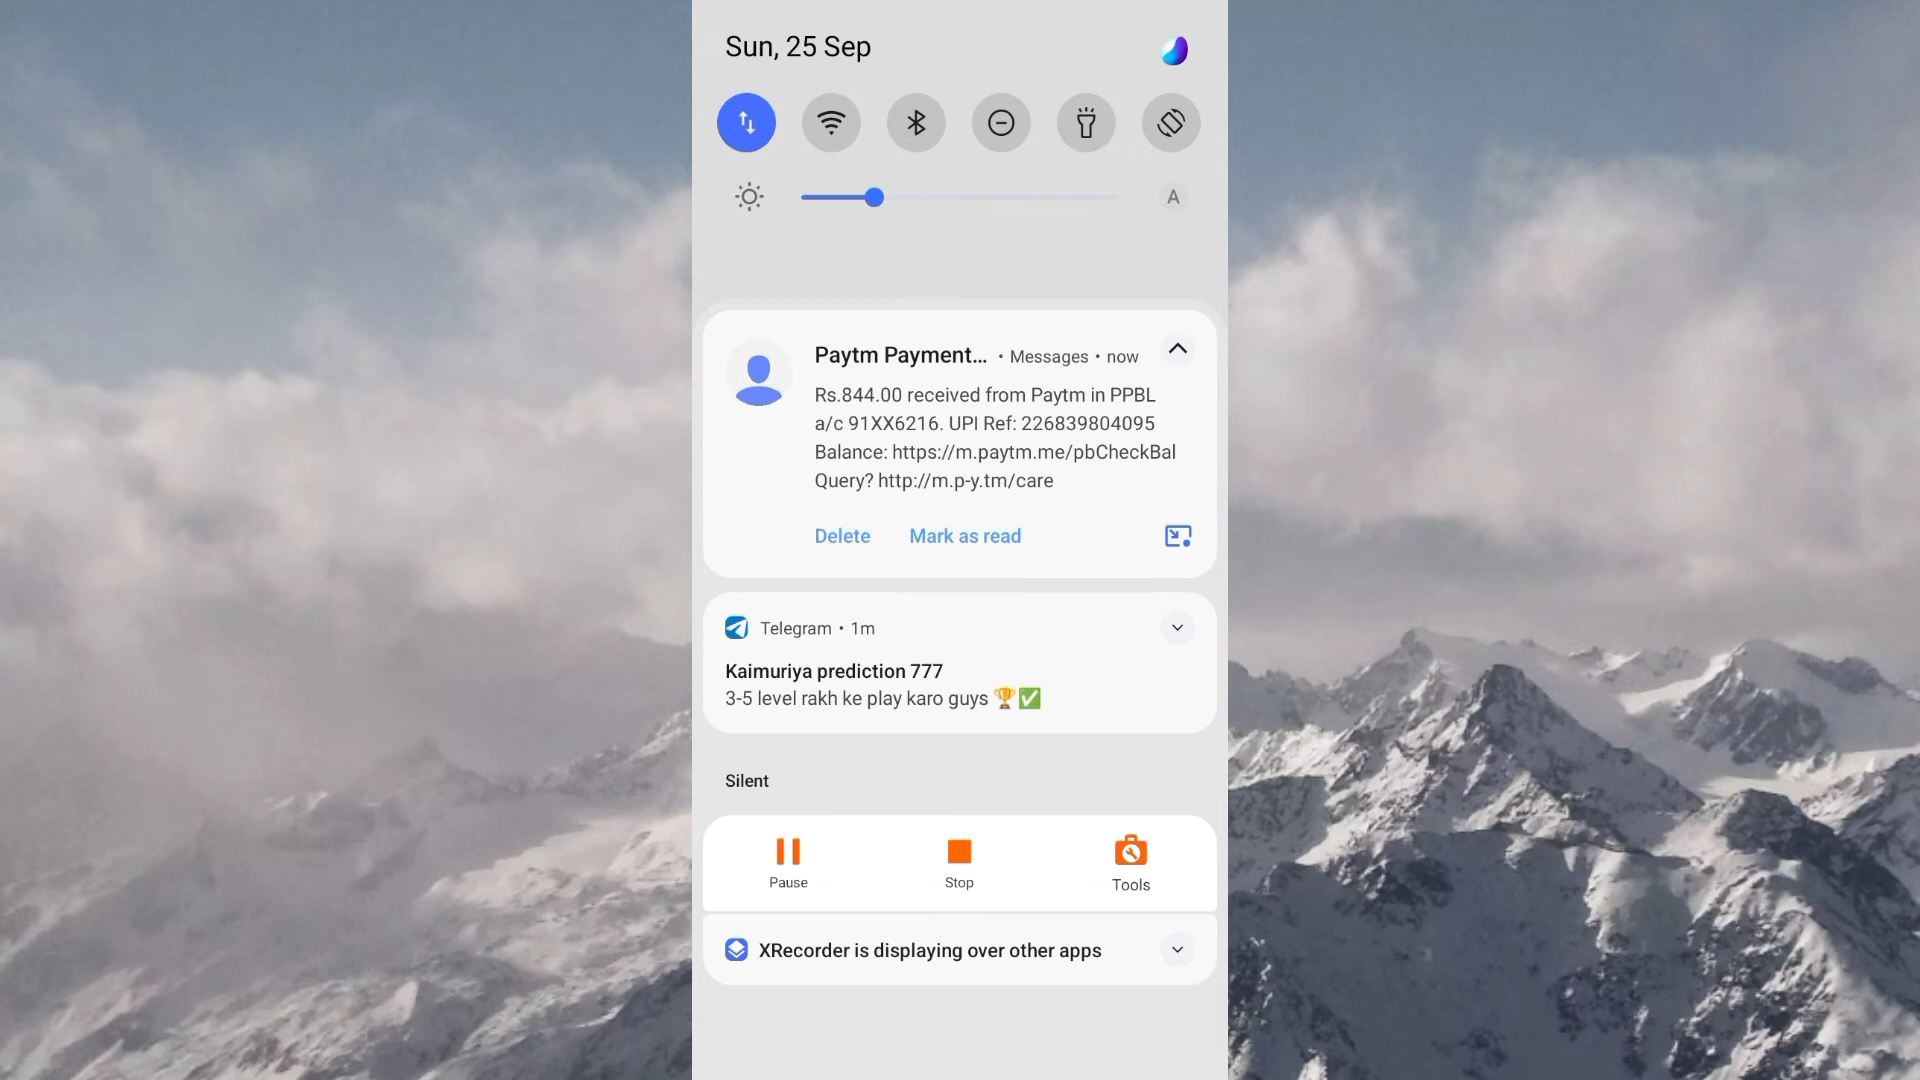 Sun, 25 Sep
A
Paytm Payment... • Messages • now
Rs.844.00 received from Paytm in PPBL
a/c 91XX6216. UPI Ref: 226839804095
Balance: https://m.paytm.me/pbCheckBal
Query? http://m.p-y.tm/care
Delete Mark as read
Telegram • 1m
Kaimuriya prediction 777
3-5 level rakh ke play karo guys 🏆✅
Silent
Pause Stop Tools
XRecorder is displaying over other apps